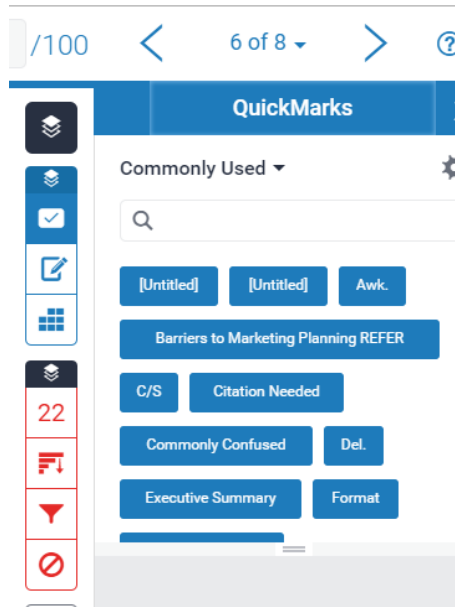 /100 6 of 8
QuickMarks
Commonly Used
[Untitled] [Untitled] Awk.
Barriers to Marketing Planning REFER
C/S Citation Needed
22
Commonly Confused Del.
Executive Summary Format